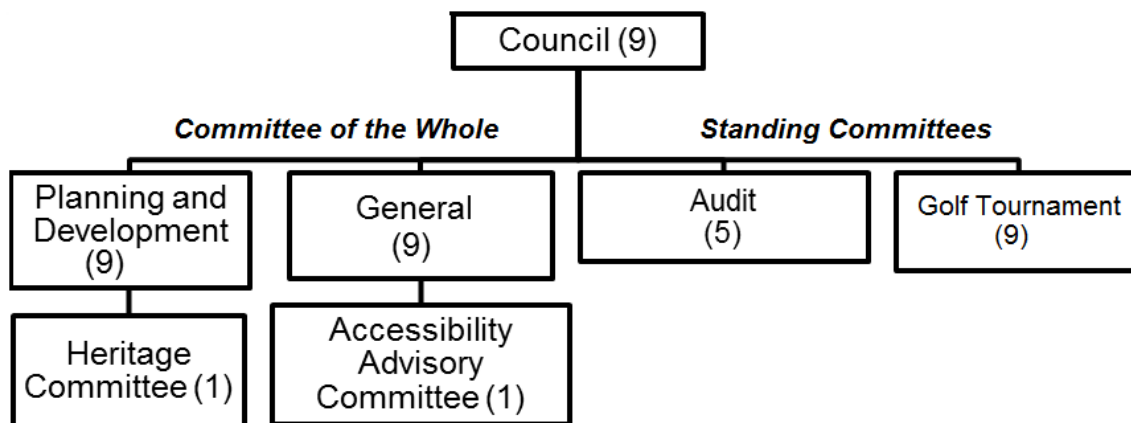 Council (9)
Committee of the Whole
Standing Committees
Planning and
Development
(9)
General
(9)
Audit
(5)
Golf Tournament
(9)
Heritage
Committee (1)
Accessibility
Advisory
Committee (1)